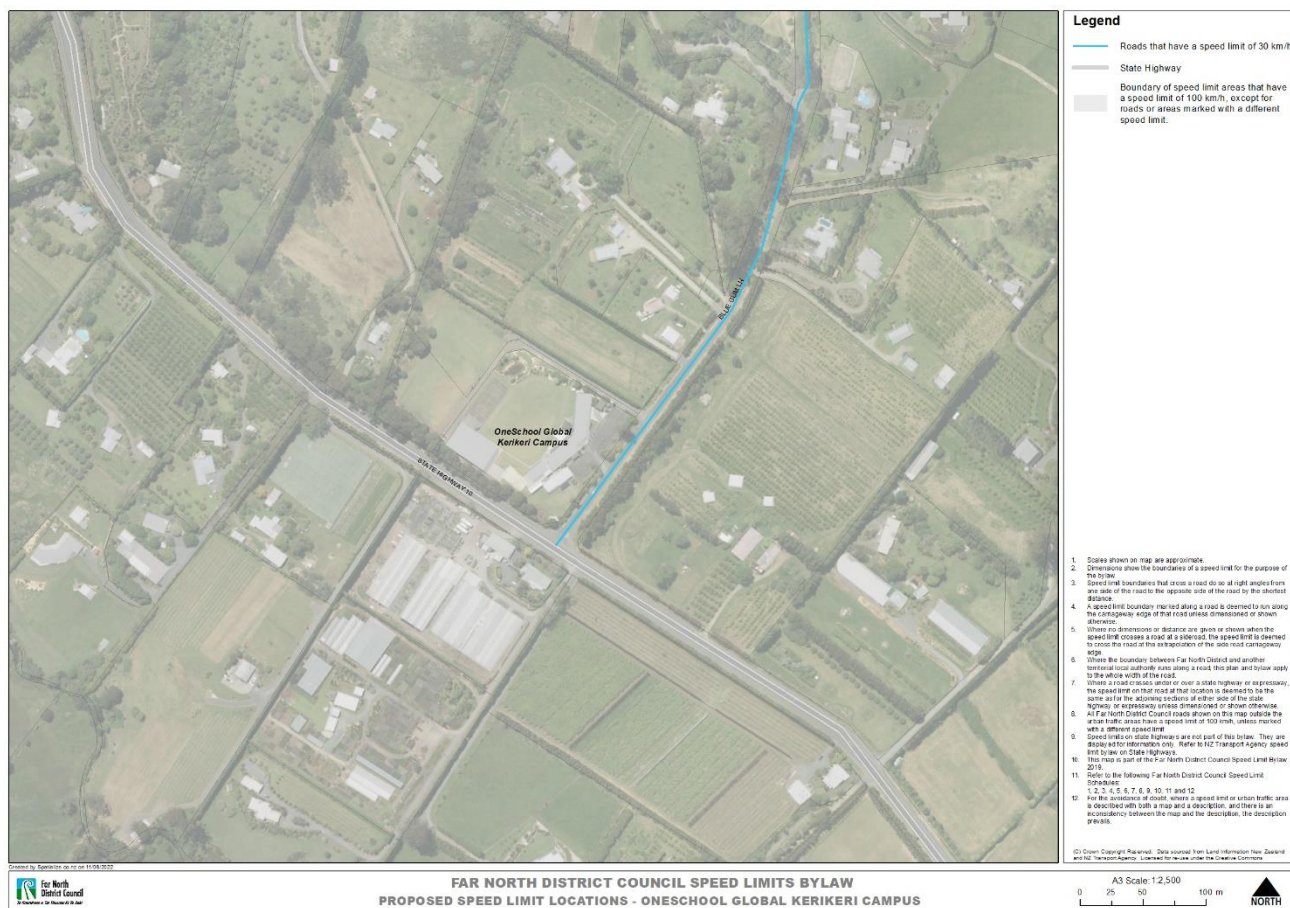 Legend
Roads that have a speed limit of 30 km/h
State Highway
Boundary of speed limit areas that have
a speed limit of 100 km/h, except for
roads or areas marked with a different
speed limit.
BLUE GUM LN
OneSchool Global
Kerikeri Campus
STATE HIGHWAY 10
1. Scales shown on map are approximate.
2. Dimensions show the boundaries of a speed limit for the purpose of
the bylaw.
3. Speed limit boundaries that cross a road do so at right angles from
one side of the road to the opposite side of the road by the shortest
distance.
4. A speed limit boundary marked along a road is deemed to run along
the carriageway edge of that road unless dimensioned or shown
otherwise.
5. Where no dimensions or distance are given or shown when the
speed limit crosses a road at a sideroad, the speed limit is deemed
to cross the road at the extrapolation of the side road carriageway
edge.
6. Where the boundary between Far North District and another
territorial local authority runs along a road, this plan and bylaw apply
to the whole width of the road.
7. Where a road crosses under or over a state highway or expressway,
the speed limit on that road at that location is deemed to be the
same as for the adjoining sections of either side of the state
highway or expressway unless dimensioned or shown otherwise.
8. All Far North District Council roads shown on this map outside the
urban traffic areas have a speed limit of 100 km/h, unless marked
with a different speed limit.
9. Speed limits on state highways are not part of this bylaw. They are
displayed for information only. Refer to NZ Transport Agency speed
limit bylaw on State Highways.
10. This map is part of the Far North District Council Speed Limit Bylaw
2019.
11. Refer to the following Far North District Council Speed Limit
Schedules:
1, 2, 3, 4, 5, 6, 7, 8, 9, 10, 11 and 12
12. For the avoidance of doubt, where a speed limit or urban traffic area
is described with both a map and a description, and there is an
inconsistency between the map and the description, the description
prevails.
(C) Crown Copyright Reserved. Data sourced from Land Information New Zealand
and NZ Transport Agency. Licensed for re-use under the Creative Commons
Far North
District Council
FAR NORTH DISTRICT COUNCIL SPEED LIMITS BYLAW
PROPOSED SPEED LIMIT LOCATIONS - ONESCHOOL GLOBAL KERIKERI CAMPUS
A3 Scale: 1:2,500
0 25 50 100 m
NORTH